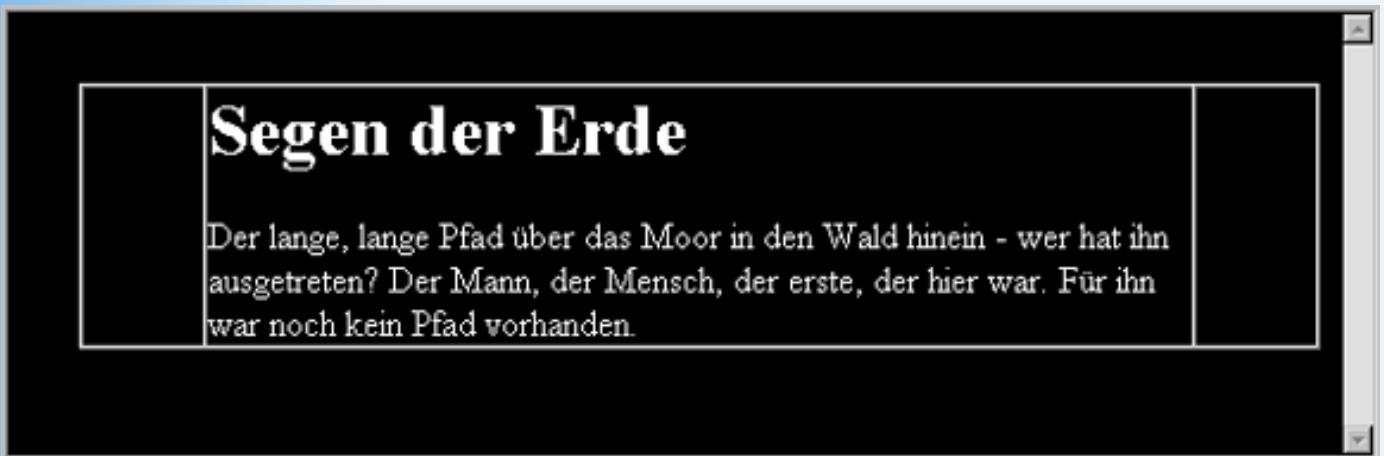 Segen der Erde
Der lange, lange Pfad über das Moor in den Wald hinein - wer hat ihn
ausgetreten? Der Mann, der Mensch, der erste, der hier war. Für ihn
war noch kein Pfad vorhanden.